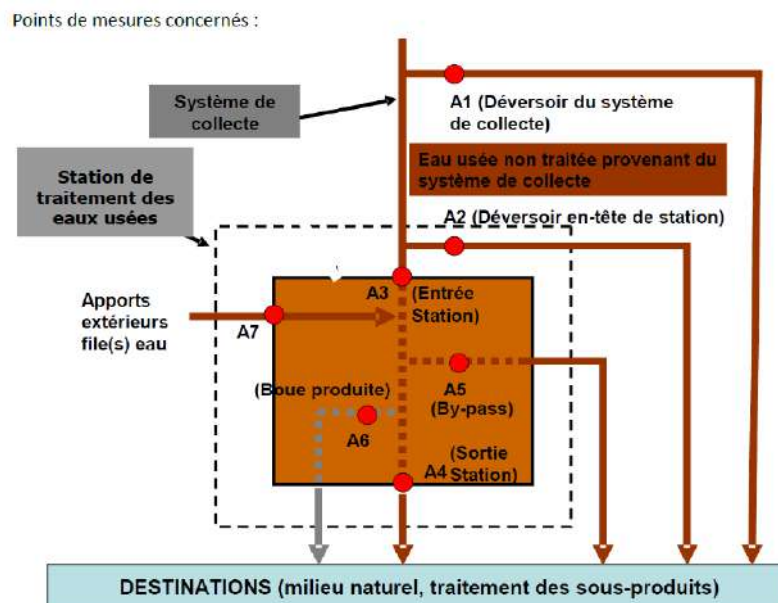 Points de mesures concernés :
Système de
collecte
A1 (Déversoir du système
de collecte)
Eau usée non traitée provenant du
système de collecte
Station de
traitement des
eaux usées
A2 (Déversoir en-tête de station)
A3 (Entrée
Station)
Apports
extérieurs
file(s) eau
A7
(Boue produite)
A6
A5
(By-pass)
(Sortie
A4 Station)
DESTINATIONS (milieu naturel, traitement des sous-produits)